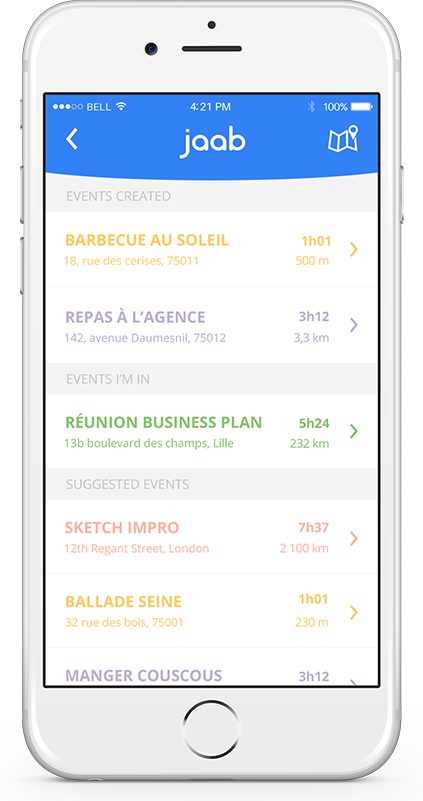 BELL 4:21 PM 100%
jaab
EVENTS CREATED
BARBECUE AU SOLEIL 1h01
18, rue des cerises, 75011 500 m
REPAS À L’AGENCE 3h12
142, avenue Daumesnil, 75012 3,3 km
EVENTS I’M IN
RÉUNION BUSINESS PLAN 5h24
13b boulevard des champs, Lille 232 km
SUGGESTED EVENTS
SKETCH IMPRO 7h37
12th Regant Street, London 2 100 km
BALLADE SEINE 1h01
32 rue des bois, 75001 230 m
MANGER COUSCOUS 3h12